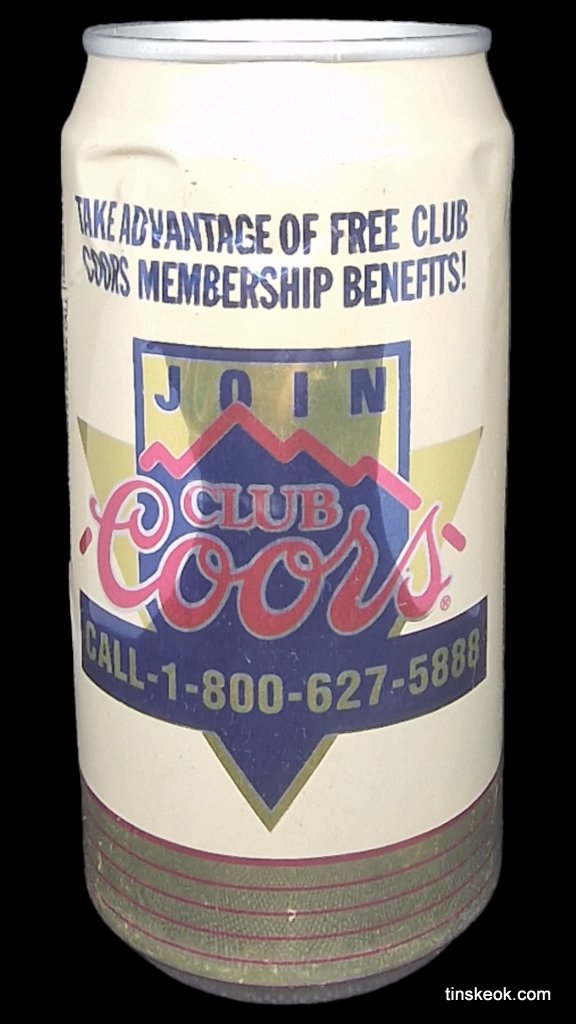 TAKE ADVANTAGE OF FREE CLUB
COORS MEMBERSHIP BENEFITS!
JOIN
CLUB
Coors®
CALL-1-800-627-5888
tinskeok.com